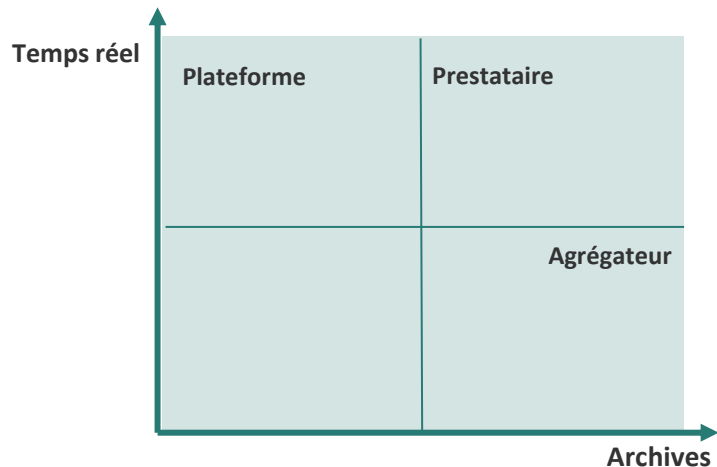 Temps réel
Plateforme
Prestataire
Agrégateur
Archives